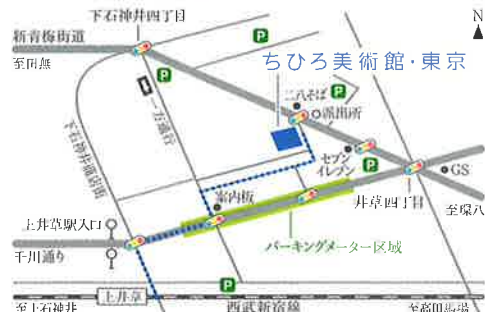 下石神井四丁目
N
新青梅街道
至田無
P
P
ちひろ美術館・東京
P
二八そば
派出所
一方通行
下石神井商店街
セブン
イレブン
P
GS
井草四丁目
至環八
案内板
上井草駅入口
千川通り
パーキングメーター区域
P
上井草
至上石神井
西武新宿線
至高田馬場